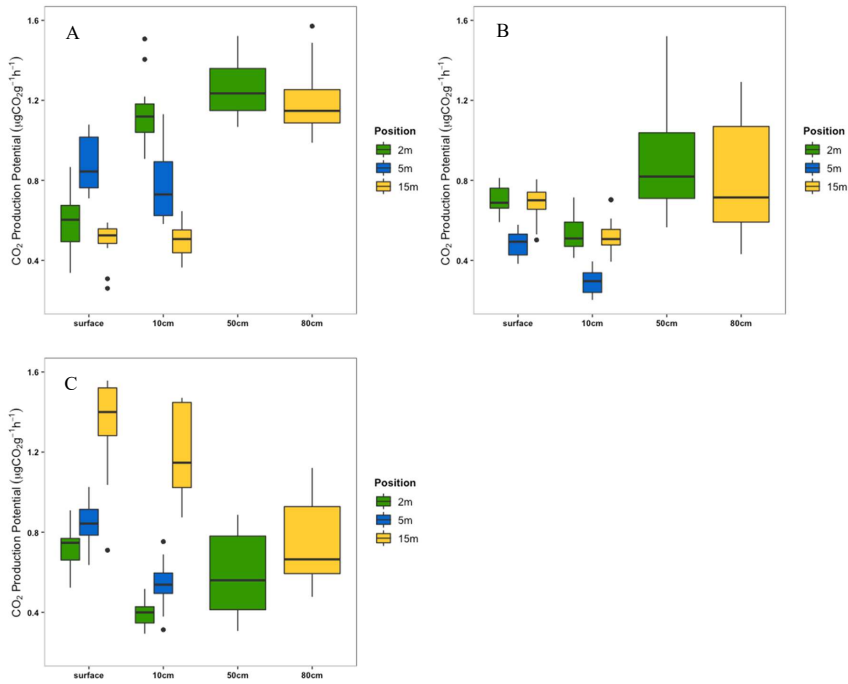 A
1.6
1.2
0.8
0.4
CO₂ Production Potential (µgCO₂g⁻¹h⁻¹)
surface 10cm 50cm 80cm
Position
2m
5m
15m
B
1.6
1.2
0.8
0.4
CO₂ Production Potential (µgCO₂g⁻¹h⁻¹)
surface 10cm 50cm 80cm
Position
2m
5m
15m
C
1.6
1.2
0.8
0.4
CO₂ Production Potential (µgCO₂g⁻¹h⁻¹)
surface 10cm 50cm 80cm
Position
2m
5m
15m